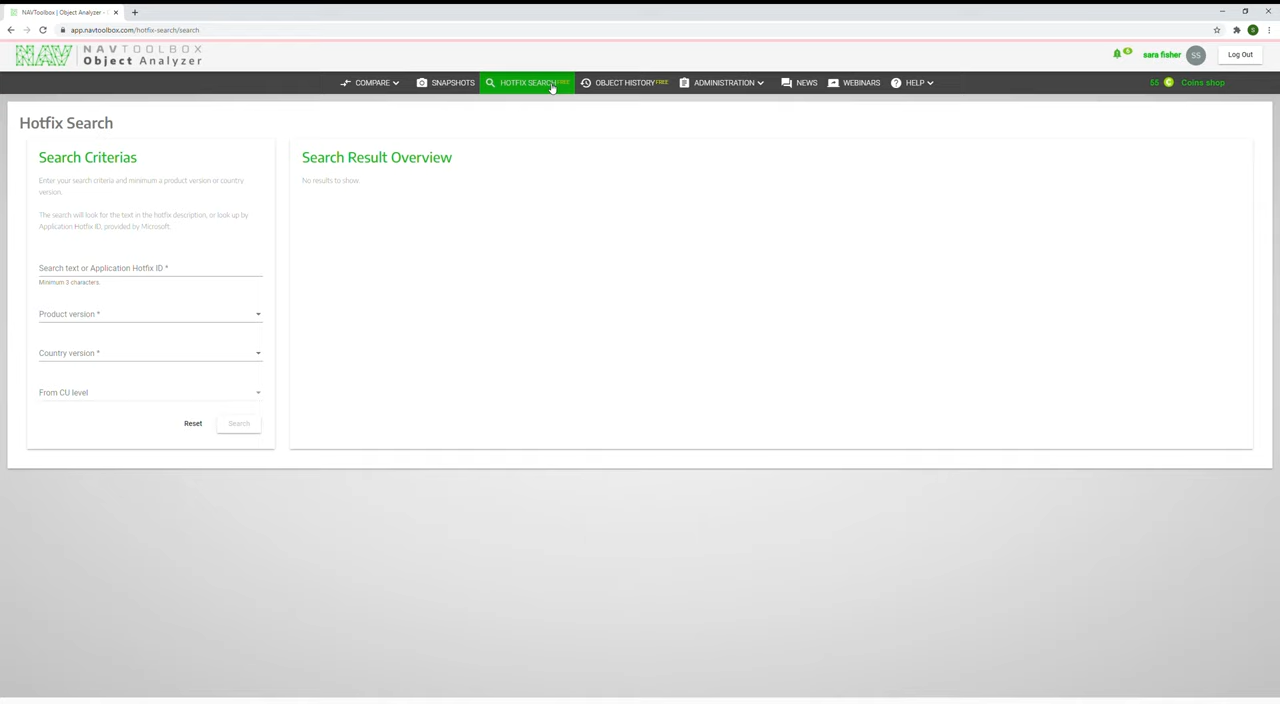 NAVToolbox | Object Analyzer -
app.navtoolbox.com/hotfix-search/search
S
NAV
NAVTOOLBOX
Object Analyzer
6
sara fisher
SS
Log Out
COMPARE
SNAPSHOTS
HOTFIX SEARCH FREE
OBJECT HISTORY FREE
ADMINISTRATION
NEWS
WEBINARS
HELP
55
Coins shop
Hotfix Search
Search Criterias
Enter your search criteria and minimum a product version or country
version.
The search will look for the text in the hotfix description, or look up by
Application Hotfix ID, provided by Microsoft.
Search text or Application Hotfix ID *
Minimum 3 characters.
Product version *
Country version *
From CU level
Reset
Search
Search Result Overview
No results to show.